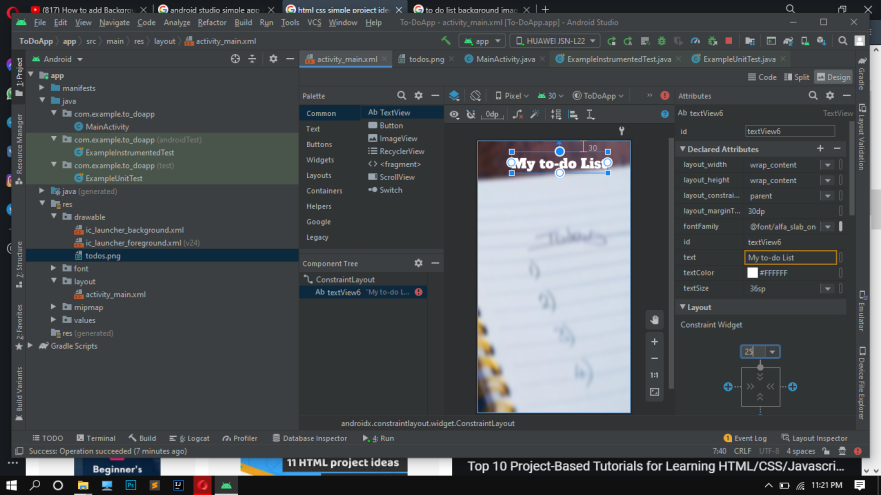 (817) How to add Backgro
android studio simple app
html css simple project idea
to do list background imag
File Edit View Navigate Code Analyze Refactor Build Run Tools VCS Window Help
To-DoApp - activity_main.xml [To-DoApp.app] - Android Studio
ToDoApp app src main res layout activity_main.xml
app
HUAWEI JSN-L22
1: Project
Resource Manager
Z: Structure
2: Favorites
Build Variants
Android
app
manifests
java
com.example.to_doapp
MainActivity
com.example.to_doapp (androidTest)
ExampleInstrumentedTest
com.example.to_doapp (test)
ExampleUnitTest
java (generated)
res
drawable
ic_launcher_background.xml
ic_launcher_foreground.xml (v24)
todos.png
font
layout
activity_main.xml
mipmap
values
res (generated)
Gradle Scripts
activity_main.xml
todos.png
MainActivity.java
ExampleInstrumentedTest.java
ExampleUnitTest.java
Code Split Design
Palette
Common
Text
Buttons
Widgets
Layouts
Containers
Helpers
Google
Legacy
Ab TextView
Button
ImageView
RecyclerView
<> <fragment>
ScrollView
Switch
Component Tree
ConstraintLayout
Ab textView6 "My to-do L...
Pixel 30 ToDoApp
0dp
30
My to-do List
Todos
1)
2)
3)
4)
1:1
Attributes
Ab textView6 TextView
id textView6
Declared Attributes
layout_width wrap_content
layout_height wrap_content
layout_constrai... parent
layout_marginT... 30dp
fontFamily @font/alfa_slab_on
id textView6
text My to-do List
textColor #FFFFFF
textSize 36sp
Layout
Constraint Widget
25
Gradle
Layout Validation
Emulator
Device File Explorer
androidx.constraintlayout.widget.ConstraintLayout
TODO Terminal Build 6: Logcat Profiler Database Inspector 4: Run
Event Log Layout Inspector
Success: Operation succeeded (7 minutes ago)
7:40 CRLF UTF-8 4 spaces
Beginner's
11 HTML project ideas
Top 10 Project-Based Tutorials for Learning HTML/CSS/Javascri...
11:21 PM